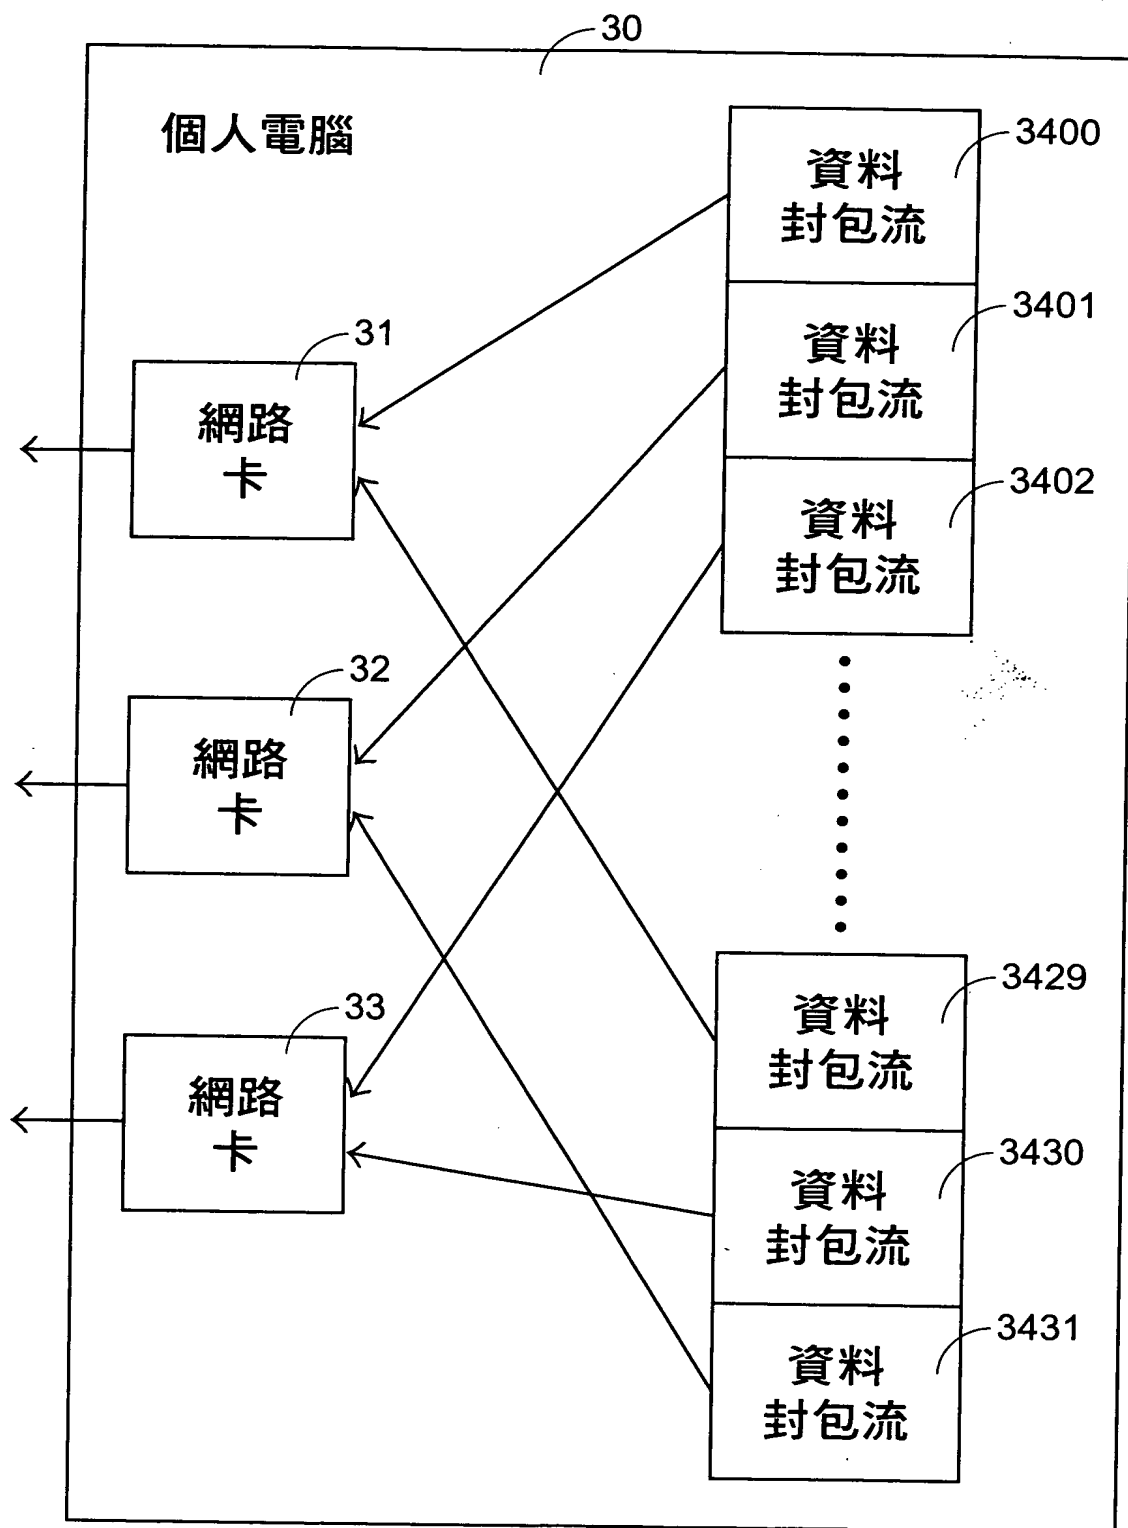 30
個人電腦
3400
資料
封包流
3401
資料
封包流
3402
資料
封包流
31
網路
卡
32
網路
卡
33
網路
卡
3429
資料
封包流
3430
資料
封包流
3431
資料
封包流